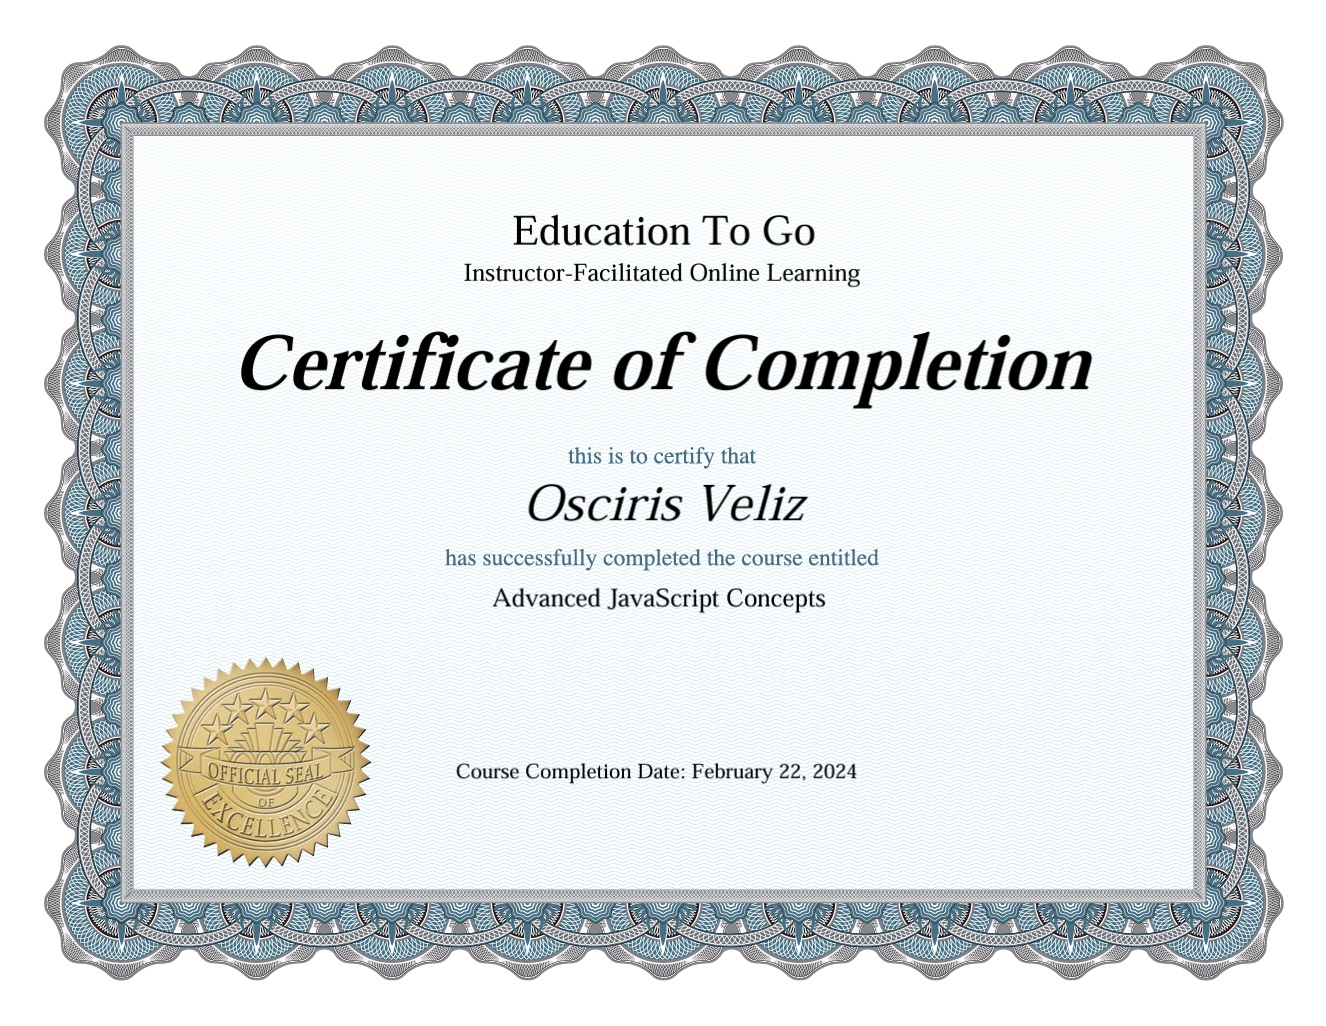 Education To Go
Instructor-Facilitated Online Learning
Certificate of Completion
this is to certify that
Osciris Veliz
has successfully completed the course entitled
Advanced JavaScript Concepts
OFFICIAL SEAL
OF
EXCELLENCE
Course Completion Date: February 22, 2024